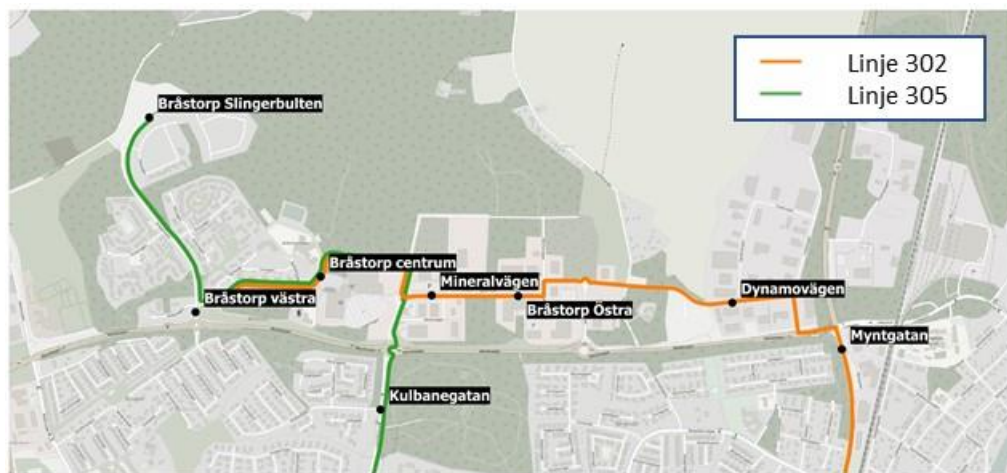 Linje 302
Linje 305
Bråstorp Slingerbulten
Bråstorp centrum
Mineralvägen
Bråstorp västra
Bråstorp Östra
Dynamovägen
Myntgatan
Kulbanegatan